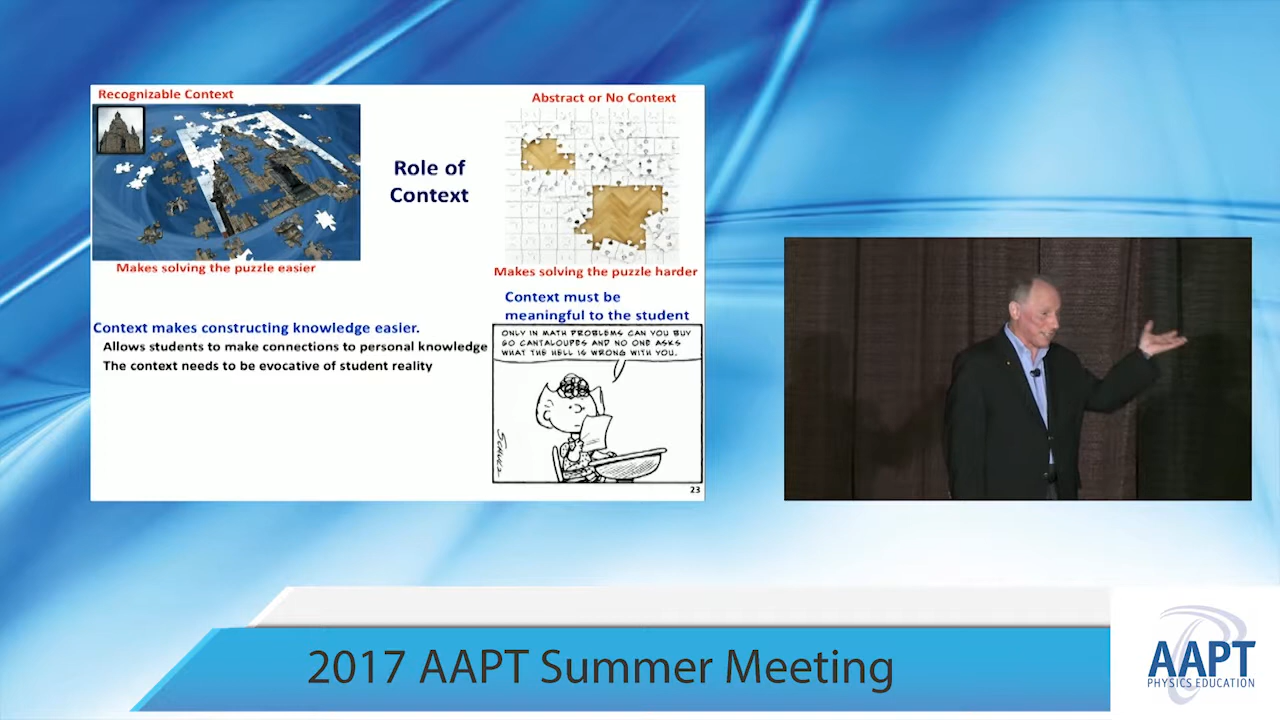 Recognizable Context
Abstract or No Context
Role of
Context
Makes solving the puzzle easier
Makes solving the puzzle harder
Context must be
meaningful to the student
Context makes constructing knowledge easier.
Allows students to make connections to personal knowledge
The context needs to be evocative of student reality
ONLY IN MATH PROBLEMS CAN YOU BUY
60 CANTALOUPES AND NO ONE ASKS
WHAT THE HELL IS WRONG WITH YOU.
SCHULZ
23
2017 AAPT Summer Meeting
AAPT
PHYSICS EDUCATION